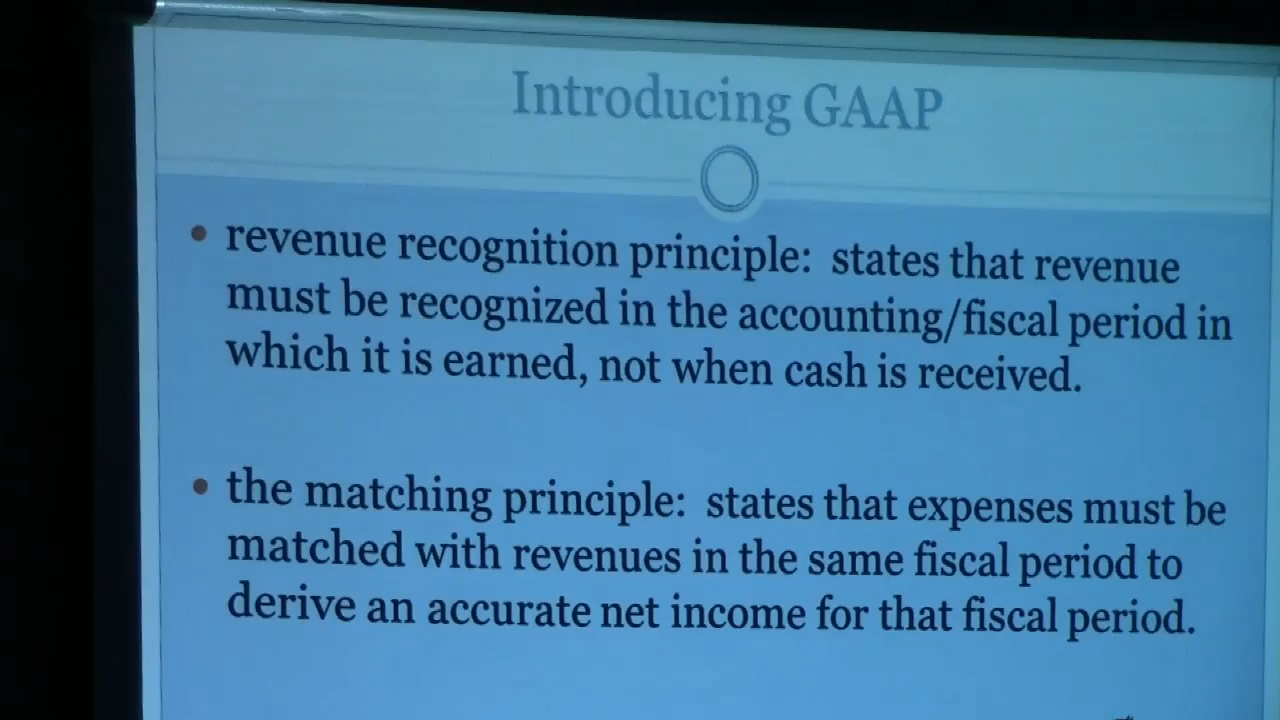 Introducing GAAP
• revenue recognition principle: states that revenue
must be recognized in the accounting/fiscal period in
which it is earned, not when cash is received.
• the matching principle: states that expenses must be
matched with revenues in the same fiscal period to
derive an accurate net income for that fiscal period.